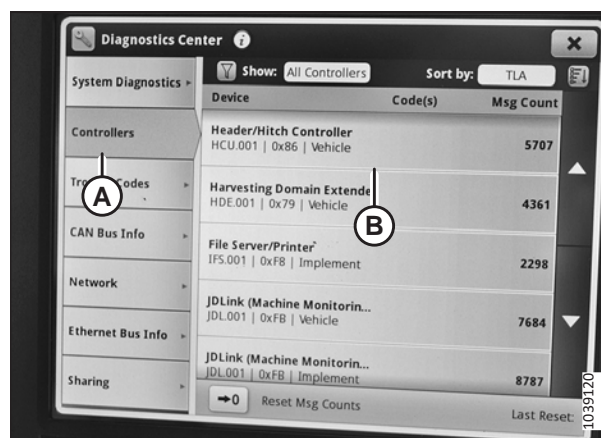 Diagnostics Center
Show: All Controllers Sort by: TLA
System Diagnostics
Device Code(s) Msg Count
Controllers
Header/Hitch Controller
HCU.001 | 0x86 | Vehicle 5707
A
Codes
Harvesting Domain Extende
HDE.001 | 0x79 | Vehicle 4361
B
CAN Bus Info
File Server/Printer
IFS.001 | 0xF8 | Implement 2298
Network
JDLink (Machine Monitorin...
JDL.001 | 0xFB | Vehicle 7684
Ethernet Bus Info
JDLink (Machine Monitorin...
JDL.001 | 0xFB | Implement 8787
Sharing
→0 Reset Msg Counts Last Reset:
1039120